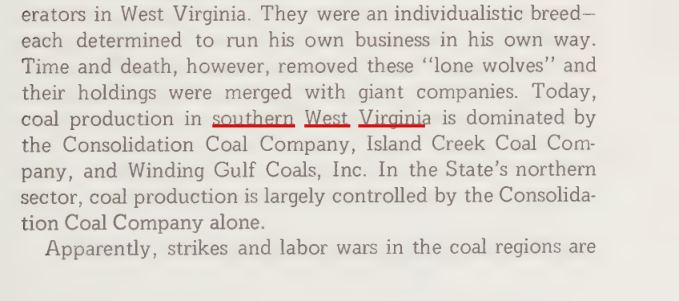 erators in West Virginia. They were an individualistic breed—
each determined to run his own business in his own way.
Time and death, however, removed these “lone wolves” and
their holdings were merged with giant companies. Today,
coal production in southern West Virginia is dominated by
the Consolidation Coal Company, Island Creek Coal Com-
pany, and Winding Gulf Coals, Inc. In the State’s northern
sector, coal production is largely controlled by the Consolida-
tion Coal Company alone.
Apparently, strikes and labor wars in the coal regions are